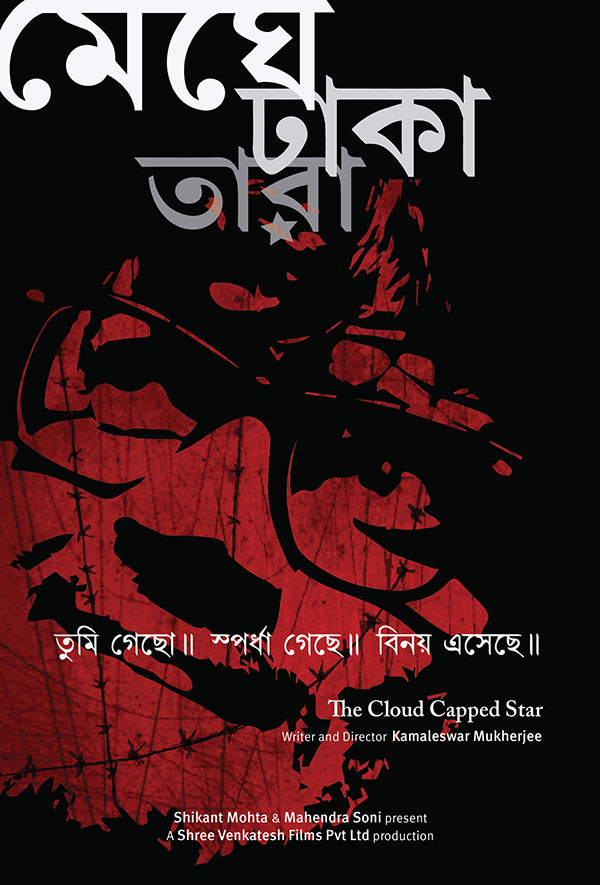 মেঘে
ঢাকা
তারা
তুমি গেছো॥ স্পর্ধা গেছে॥ বিনয় এসেছে॥
The Cloud Capped Star
Writer and Director Kamaleswar Mukherjee
Shikant Mohta & Mahendra Soni present
A Shree Venkatesh Films Pvt Ltd production